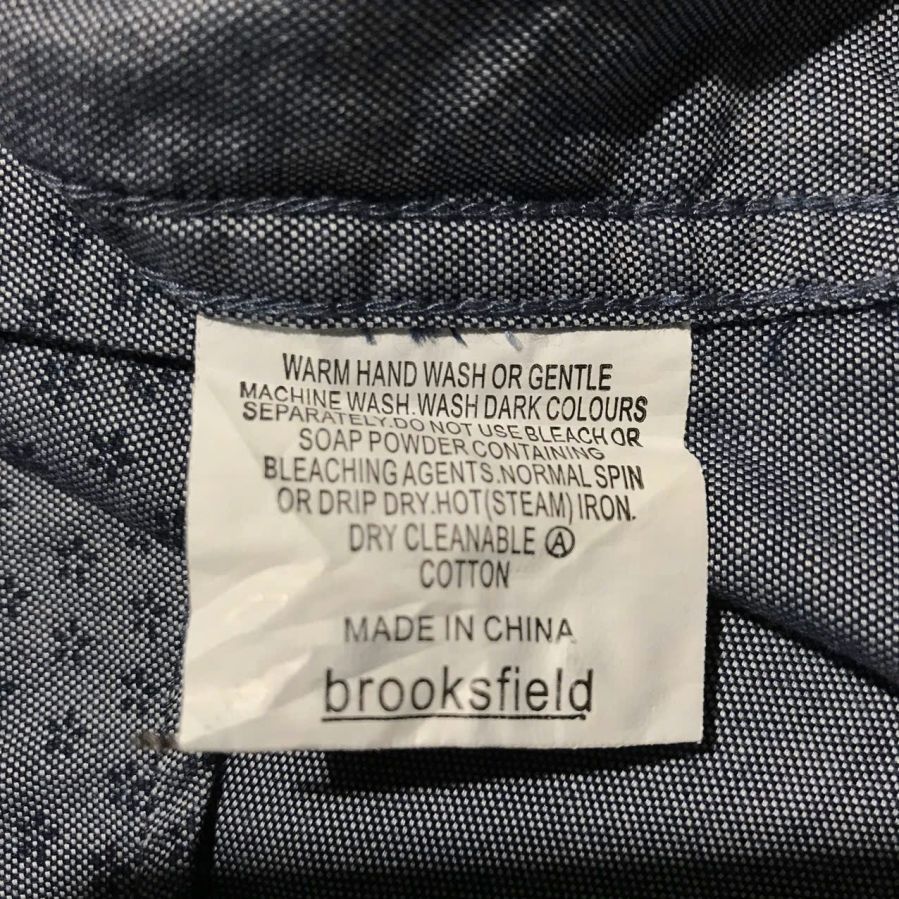 WARM HAND WASH OR GENTLE
MACHINE WASH.WASH DARK COLOURS
SEPARATELY.DO NOT USE BLEACH OR
SOAP POWDER CONTAINING
BLEACHING AGENTS.NORMAL SPIN
OR DRIP DRY.HOT(STEAM) IRON.
DRY CLEANABLE Ⓐ
COTTON
MADE IN CHINA
brooksfield